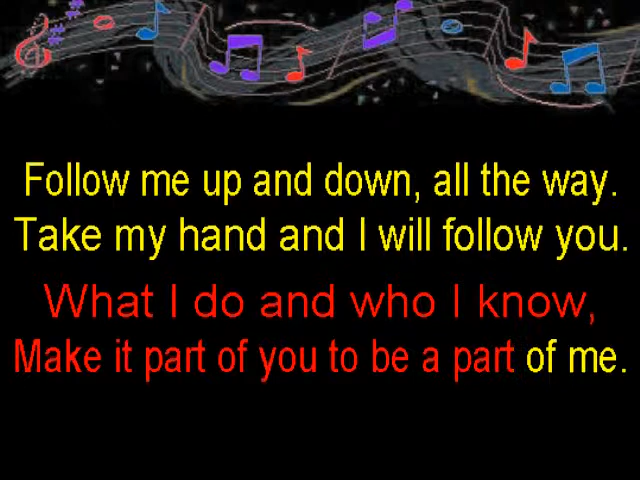 Follow me up and down, all the way.
Take my hand and I will follow you.
What I do and who I know,
Make it part of you to be a part of me.